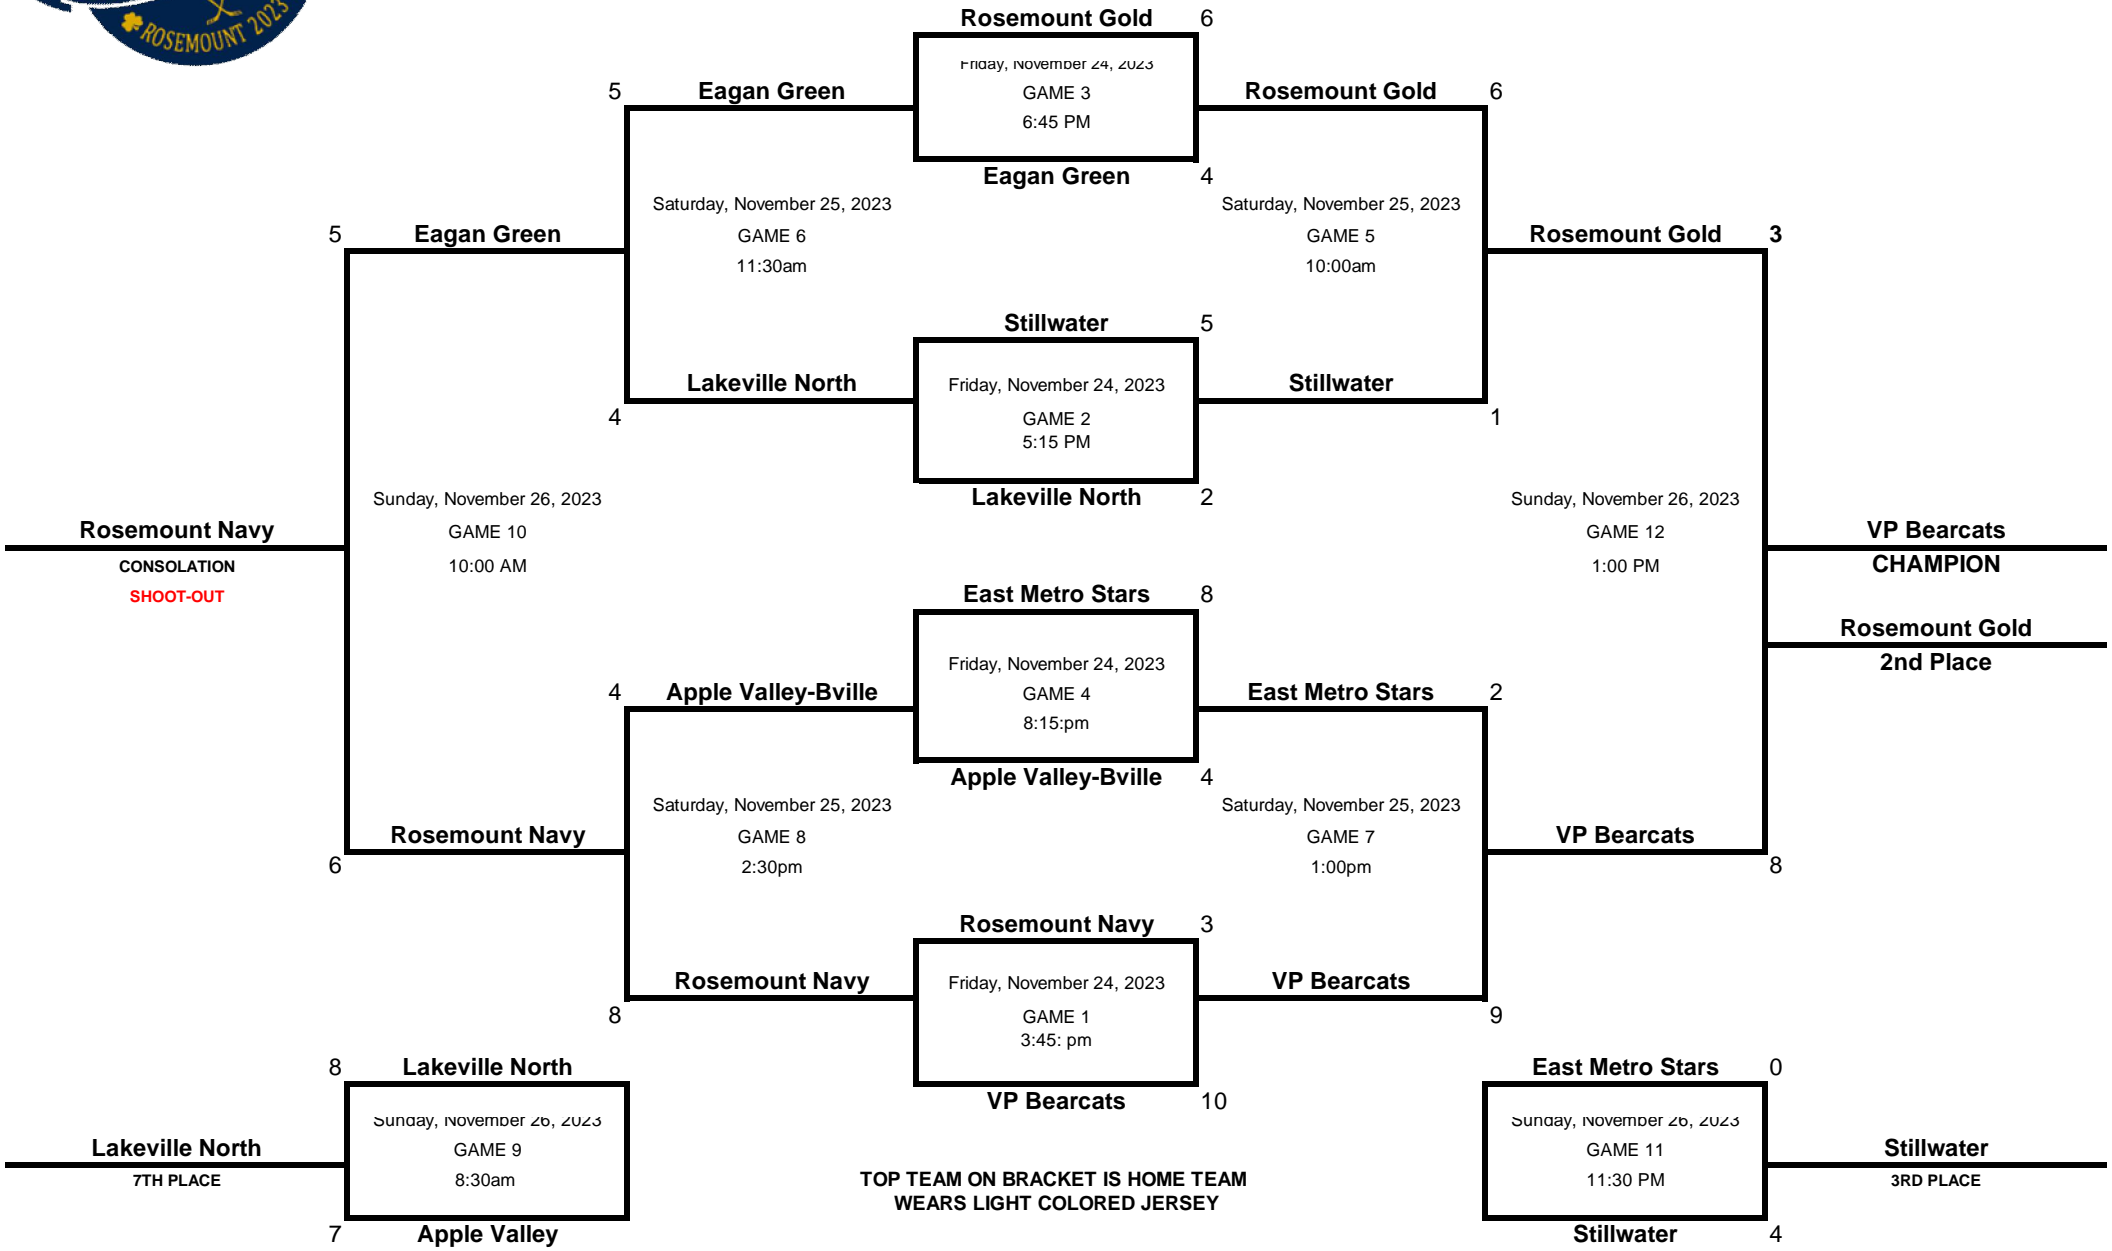 ROSEMOUNT 2023
Rosemount Gold 6
Friday, November 24, 2023
5 Eagan Green GAME 3 Rosemount Gold 6
6:45 PM
Eagan Green 4
Saturday, November 25, 2023 Saturday, November 25, 2023
5 Eagan Green GAME 6 GAME 5 Rosemount Gold 3
11:30am 10:00am
Stillwater 5
Lakeville North Friday, November 24, 2023 Stillwater
4 GAME 2 1
5:15 PM
Sunday, November 26, 2023 Lakeville North 2 Sunday, November 26, 2023
Rosemount Navy GAME 10 GAME 12 VP Bearcats
CONSOLATION 10:00 AM 1:00 PM CHAMPION
SHOOT-OUT East Metro Stars 8
Rosemount Gold
Friday, November 24, 2023 2nd Place
4 Apple Valley-Bville GAME 4 East Metro Stars 2
8:15:pm
Apple Valley-Bville 4
Saturday, November 25, 2023 Saturday, November 25, 2023
Rosemount Navy GAME 8 GAME 7 VP Bearcats
6 2:30pm 1:00pm 8
Rosemount Navy 3
Rosemount Navy Friday, November 24, 2023 VP Bearcats
8 GAME 1 9
3:45: pm
8 Lakeville North East Metro Stars 0
VP Bearcats 10
Sunday, November 26, 2023 Sunday, November 26, 2023
Lakeville North GAME 9 GAME 11 Stillwater
7TH PLACE 8:30am TOP TEAM ON BRACKET IS HOME TEAM 11:30 PM 3RD PLACE
WEARS LIGHT COLORED JERSEY
7 Apple Valley Stillwater 4